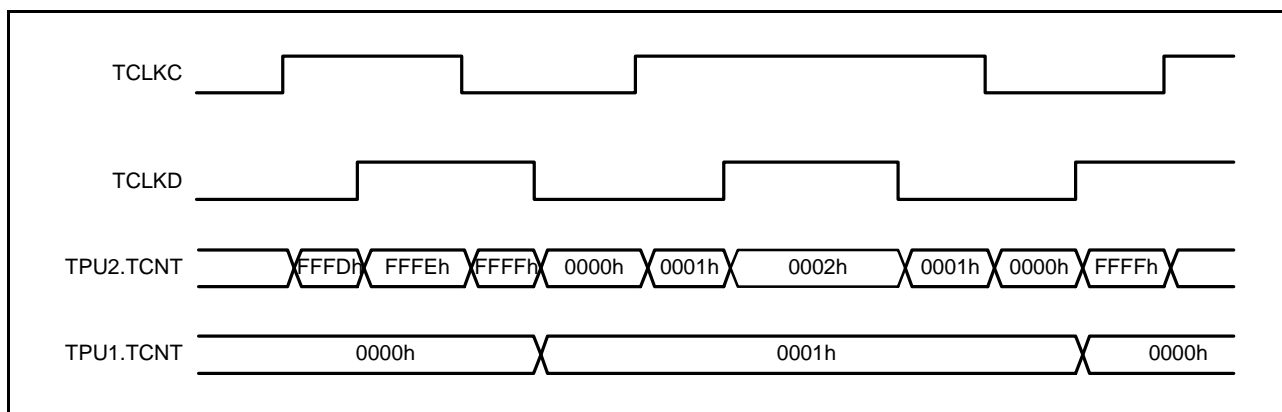 TCLKC
TCLKD
TPU2.TCNT FFFDh FFFEh FFFFh 0000h 0001h 0002h 0001h 0000h FFFFh
TPU1.TCNT 0000h 0001h 0000h